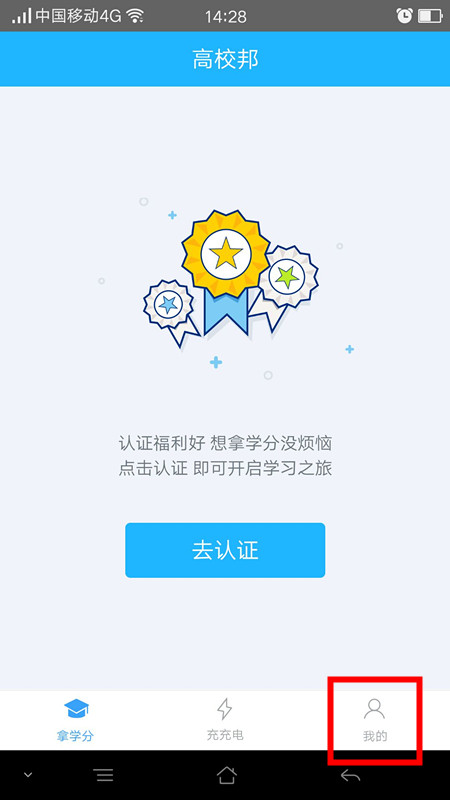 中国移动4G 14:28
高校邦
认证福利好 想拿学分没烦恼
点击认证 即可开启学习之旅
去认证
拿学分 充充电 我的